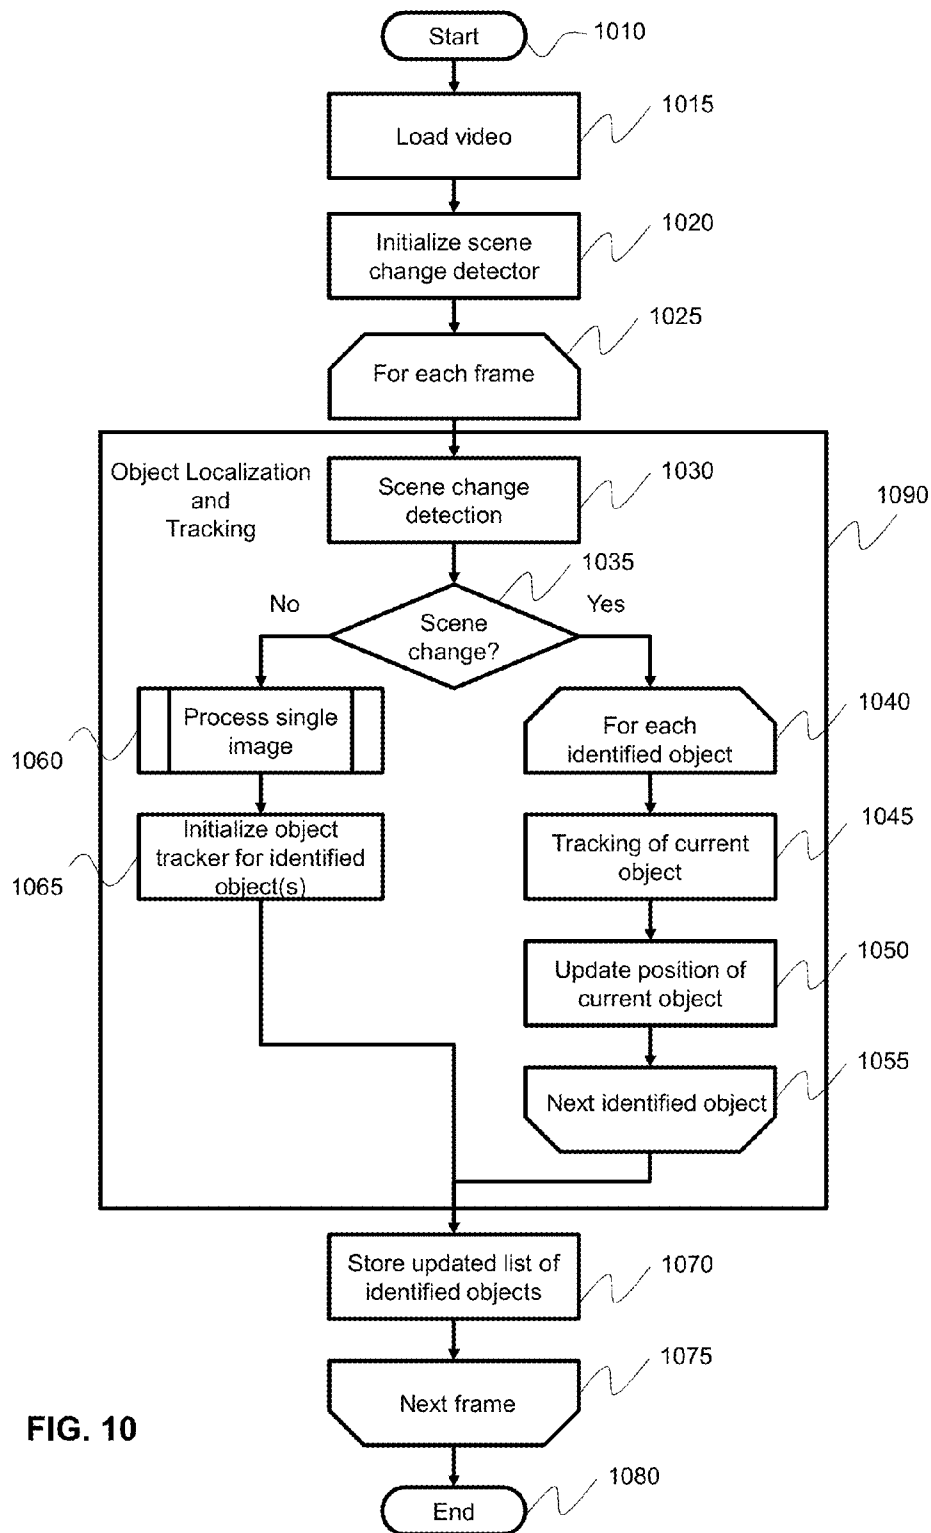 Start
1010
Load video
1015
Initialize scene
change detector
1020
For each frame
1025
Object Localization
and
Tracking
Scene change
detection
1030
1090
1035
No
Yes
Scene
change?
Process single
image
1060
For each
identified object
1040
Initialize object
tracker for identified
object(s)
1065
Tracking of current
object
1045
Update position of
current object
1050
Next identified object
1055
Store updated list of
identified objects
1070
Next frame
1075
FIG. 10
End
1080